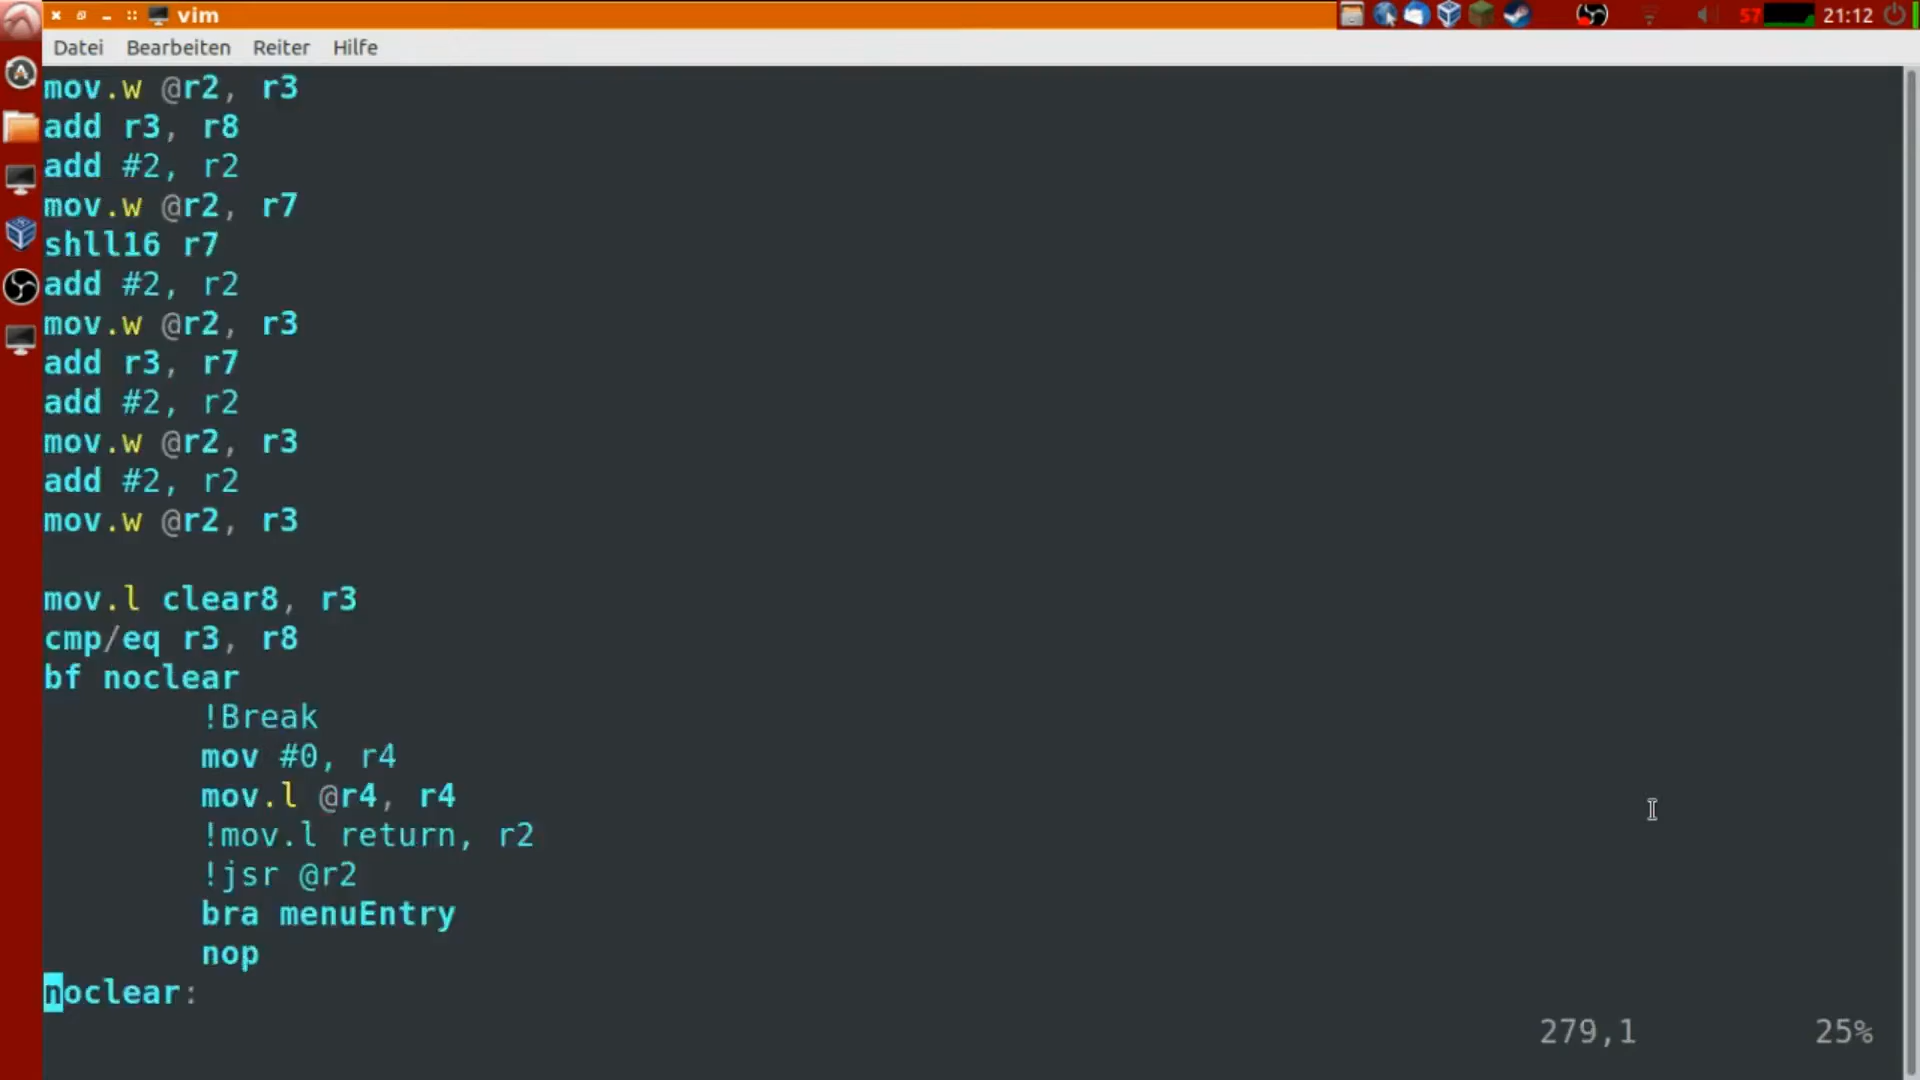 vim
57
21:12
Datei Bearbeiten Reiter Hilfe
mov.w @r2, r3
add r3, r8
add #2, r2
mov.w @r2, r7
shll16 r7
add #2, r2
mov.w @r2, r3
add r3, r7
add #2, r2
mov.w @r2, r3
add #2, r2
mov.w @r2, r3
mov.l clear8, r3
cmp/eq r3, r8
bf noclear
!Break
mov #0, r4
mov.l @r4, r4
!mov.l return, r2
!jsr @r2
bra menuEntry
nop
noclear:
279,1 25%